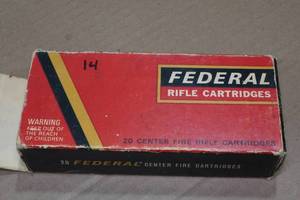 14
FEDERAL
RIFLE CARTRIDGES
WARNING
KEEP OUT OF
THE REACH
OF CHILDREN
20 CENTER FIRE RIFLE CARTRIDGES
20 FEDERAL CENTER FIRE CARTRIDGES